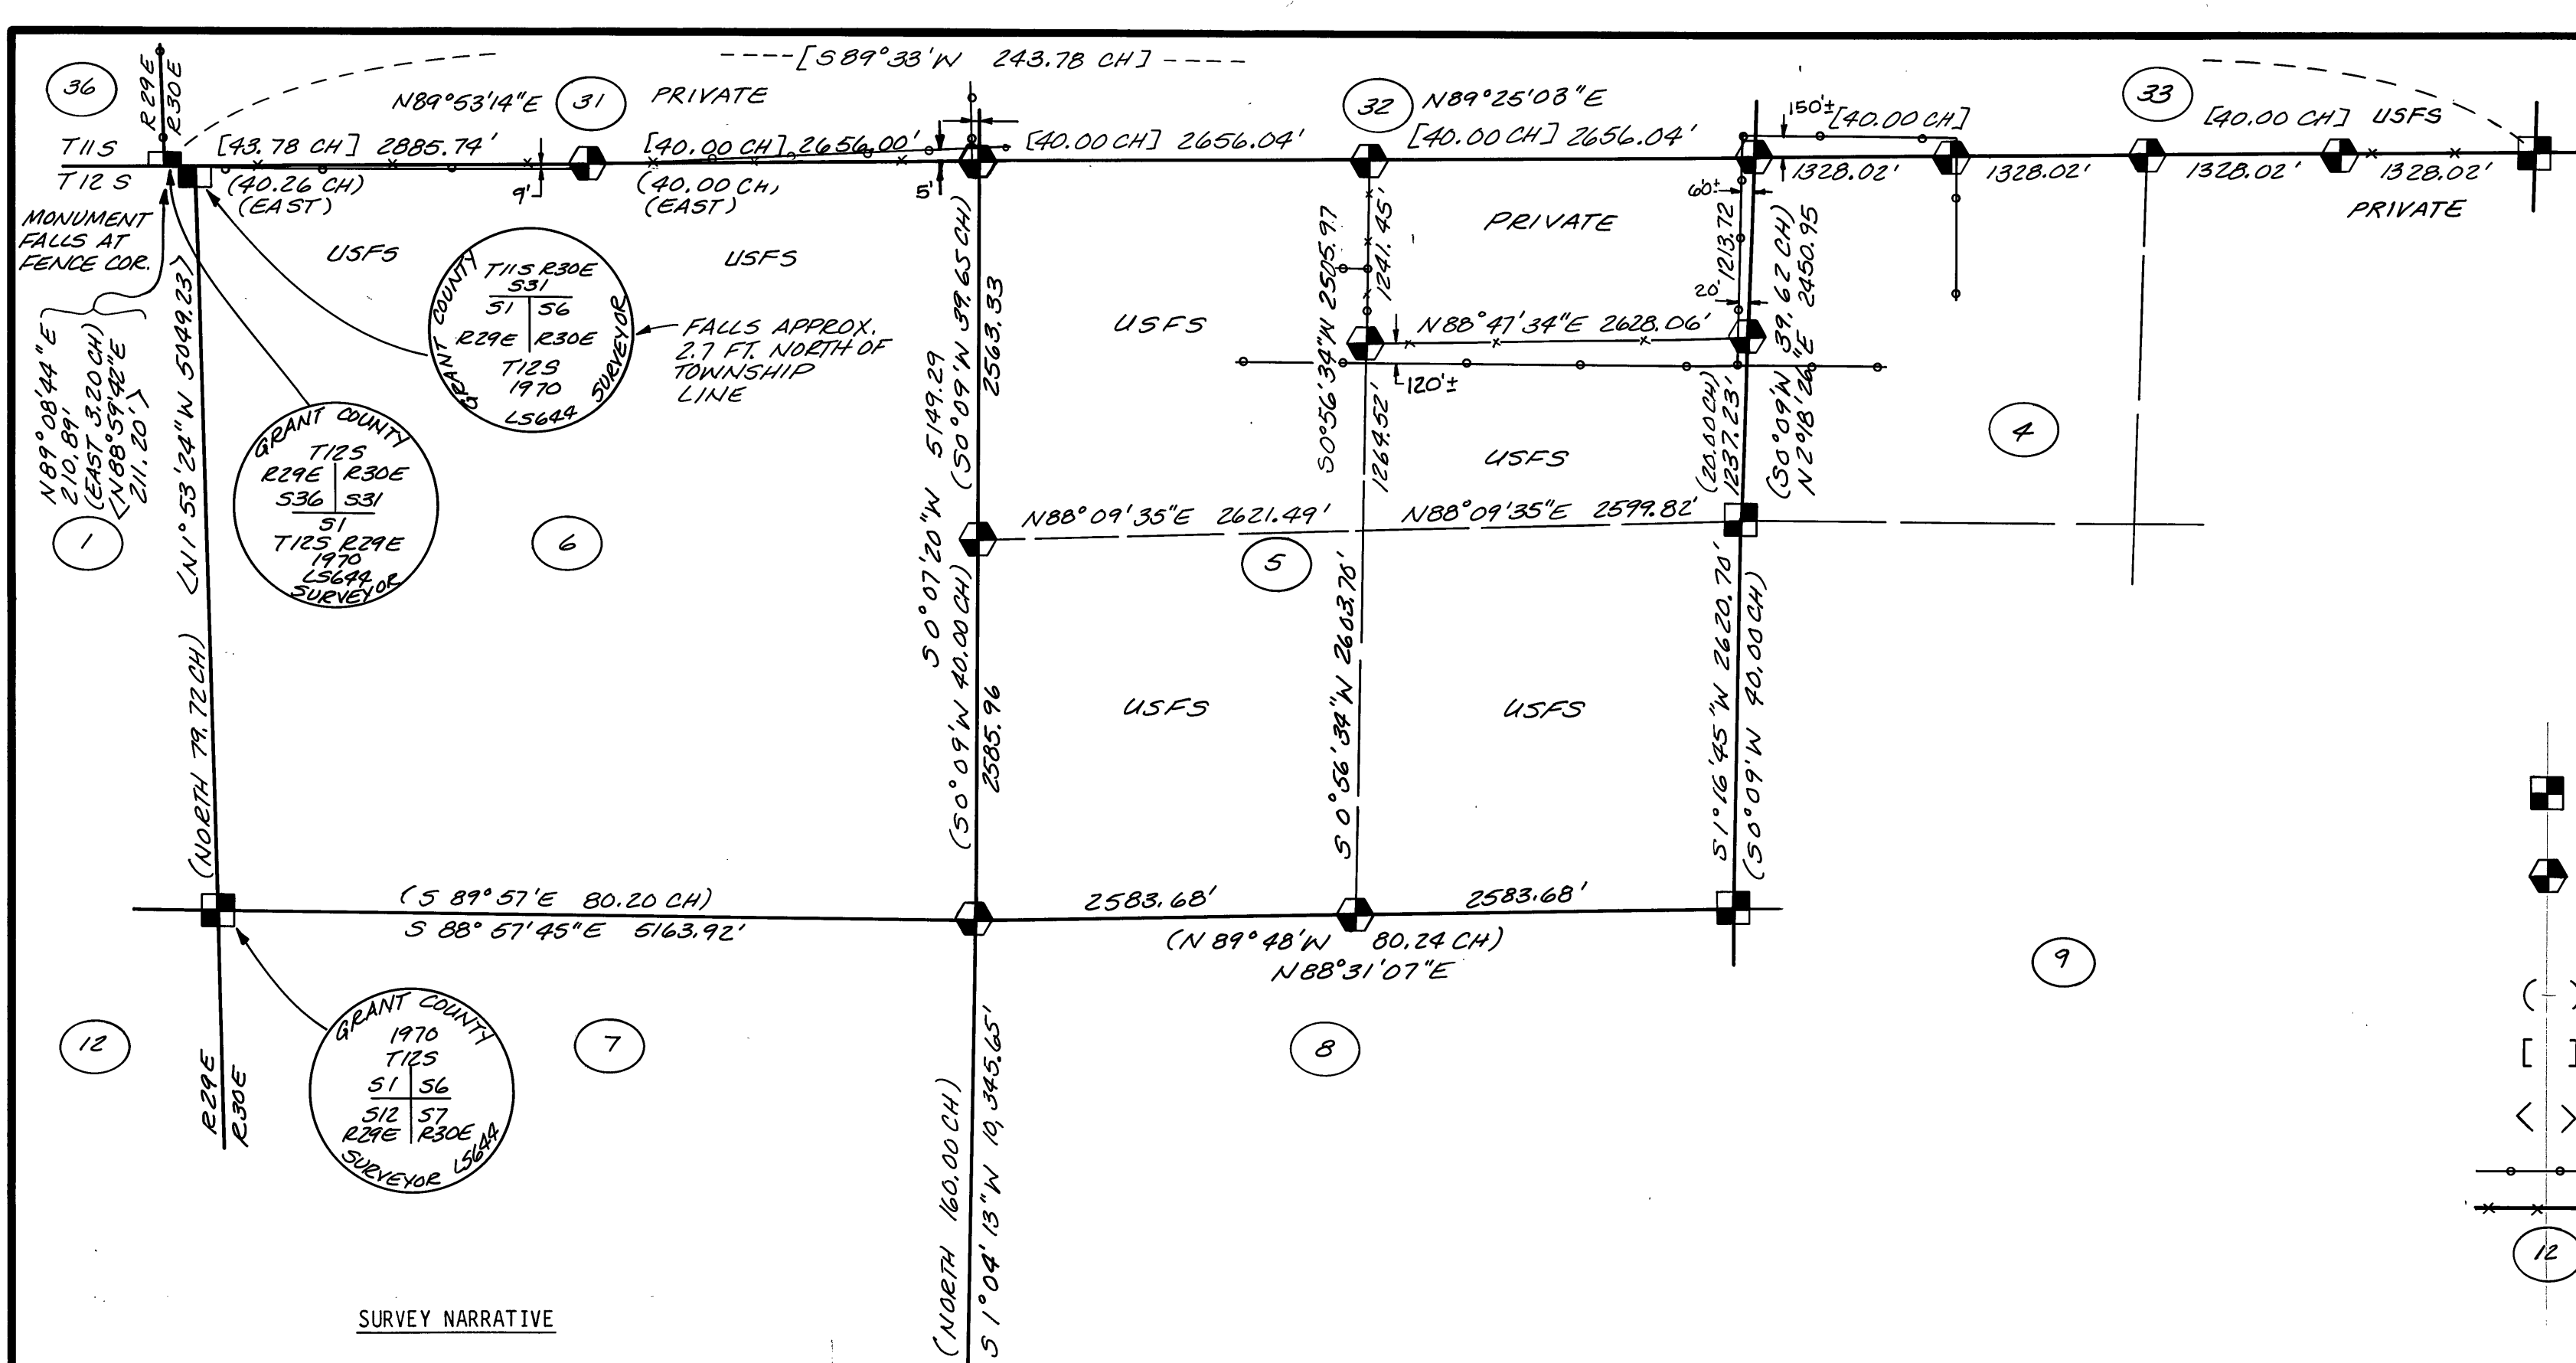 ----[S89°33'W 243.78 CH]----
36
R29E
R30E
N89°53'14"E
31
PRIVATE
32
N89°25'03"E
150'±
33
[40.00 CH]
[40.00 CH] USFS
T11S
[43.78 CH] 2885.74'
[40.00 CH] 2656.00'
[40.00 CH] 2656.04'
[40.00 CH] 2656.04'
T12S
(40.26 CH)
(EAST)
9'
(40.00 CH)
(EAST)
5'
1328.02'
1328.02'
1328.02'
1328.02'
60'±
PRIVATE
PRIVATE
MONUMENT
FALLS AT
FENCE COR.
USFS
USFS
GRANT COUNTY
T11S R30E
S31
S1 | S6
R29E | R30E
T12S
1970
LS644
SURVEYOR
FALLS APPROX.
2.7 FT. NORTH OF
TOWNSHIP
LINE
N89°08'44"E
210.89'
(EAST 3.20 CH)
<N88°59'42"E
211.20'>
<N1°53'24"W 5049.23'>
(NORTH 79.72 CH)
GRANT COUNTY
T12S
R29E | R30E
S36 | S31
S1
T12S R29E
1970
LS644
SURVEYOR
1
6
S 0°07'20"W 5149.29
(S0°09'W 39.65 CH)
2563.33
(S0°09'W 40.00 CH)
2585.96
USFS
S0°56'34"W 2505.97
1241.45'
1264.52'
N88°47'34"E 2628.06'
120'±
USFS
1213.72
20'
(20.00 CH)
1237.23'
(S0°09'W 39.62 CH)
N2°18'26"E 2450.95
4
N88°09'35"E 2621.49'
N88°09'35"E 2599.82'
5
S 0°56'34"W 2603.70'
S1°16'45"W 2620.70'
(S0°09'W 40.00 CH)
USFS
USFS
(S 89°57'E 80.20 CH)
S 88°57'45"E 5163.92'
2583.68'
2583.68'
(N 89°48'W 80.24 CH)
N88°31'07"E
9
12
R29E
R30E
GRANT COUNTY
1970
T12S
S1 | S6
S12 | S7
R29E | R30E
SURVEYOR LS644
7
8
(NORTH 160.00 CH)
S 1°04'13"W 10,345.65'
( - )
[ ]
< >
12
SURVEY NARRATIVE